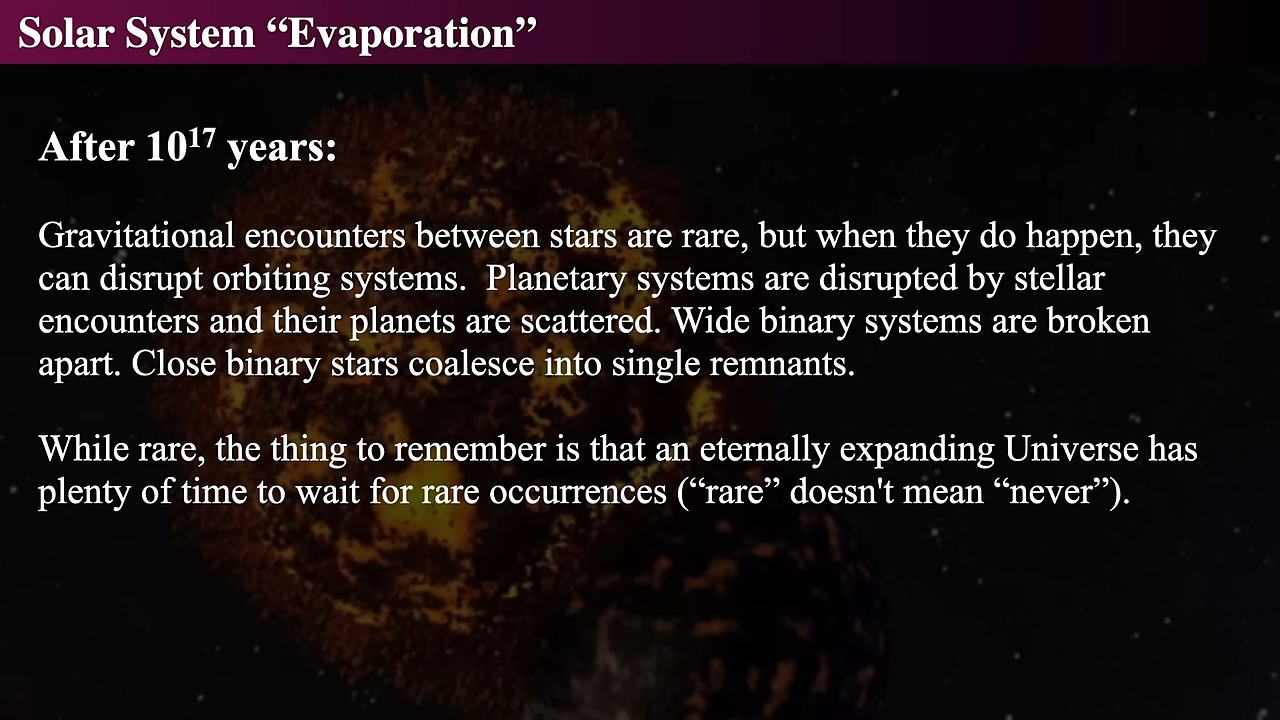 Solar System “Evaporation”
After 10¹⁷ years:
Gravitational encounters between stars are rare, but when they do happen, they
can disrupt orbiting systems.  Planetary systems are disrupted by stellar
encounters and their planets are scattered. Wide binary systems are broken
apart. Close binary stars coalesce into single remnants.
While rare, the thing to remember is that an eternally expanding Universe has
plenty of time to wait for rare occurrences (“rare” doesn't mean “never”).